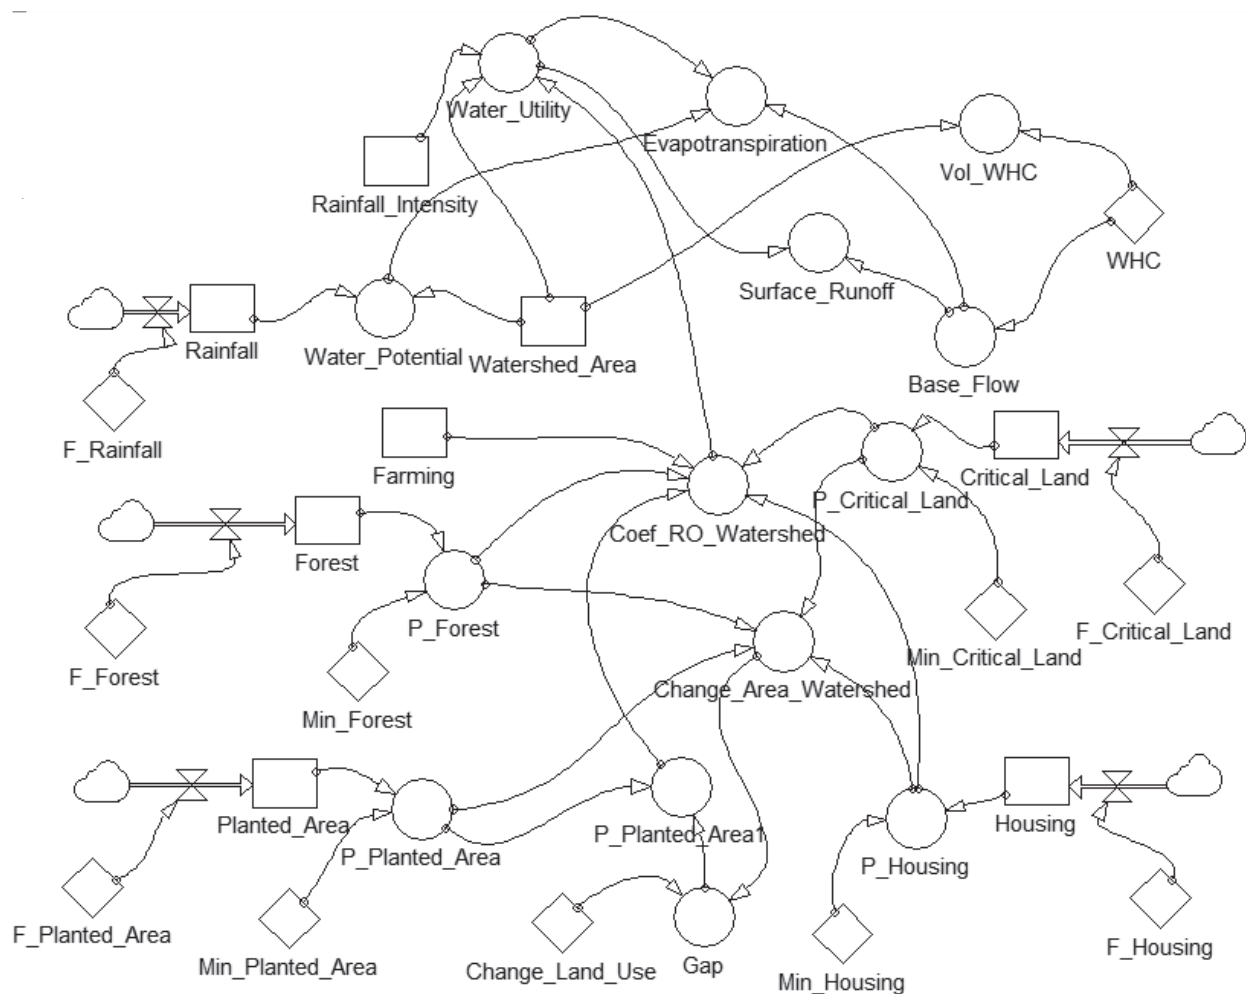 Water_Utility
Evapotranspiration
Vol_WHC
Rainfall_Intensity
WHC
Surface_Runoff
Rainfall
Water_Potential
Watershed_Area
Base_Flow
F_Rainfall
Farming
Critical_Land
P_Critical_Land
Coef_RO_Watershed
Forest
P_Forest
F_Forest
F_Critical_Land
Min_Critical_Land
Change_Area_Watershed
Min_Forest
Planted_Area
P_Planted_Area1
Housing
P_Planted_Area
P_Housing
F_Planted_Area
Min_Planted_Area
Change_Land_Use
Gap
Min_Housing
F_Housing